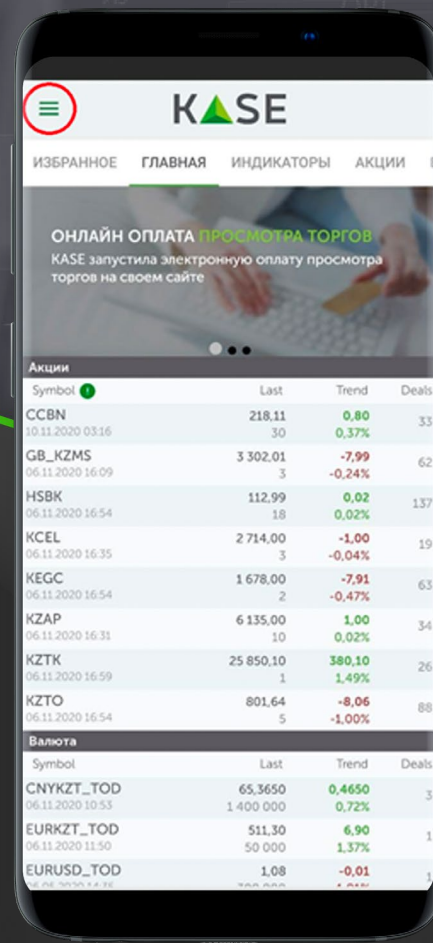 KASE
ИЗБРАННОЕ ГЛАВНАЯ ИНДИКАТОРЫ АКЦИИ
ОНЛАЙН ОПЛАТА ПРОСМОТРА ТОРГОВ
KASE запустила электронную оплату просмотра
торгов на своем сайте
Акции
Symbol Last Trend Deals
CCBN 218,11 0,80 33
10.11.2020 03:16 30 0,37%
GB_KZMS 3 302,01 -7,99 62
06.11.2020 16:09 3 -0,24%
HSBK 112,99 0,02 137
06.11.2020 16:54 18 0,02%
KCEL 2 714,00 -1,00 19
06.11.2020 16:35 3 -0,04%
KEGC 1 678,00 -7,91 63
06.11.2020 16:54 2 -0,47%
KZAP 6 135,00 1,00 34
06.11.2020 16:31 10 0,02%
KZTK 25 850,10 380,10 26
06.11.2020 16:59 1 1,49%
KZTO 801,64 -8,06 88
06.11.2020 16:54 5 -1,00%
Валюта
Symbol Last Trend Deals
CNYKZT_TOD 65,3650 0,4650 3
06.11.2020 10:53 1 400 000 0,72%
EURKZT_TOD 511,30 6,90 1
06.11.2020 11:50 50 000 1,37%
EURUSD_TOD 1,08 -0,01 1